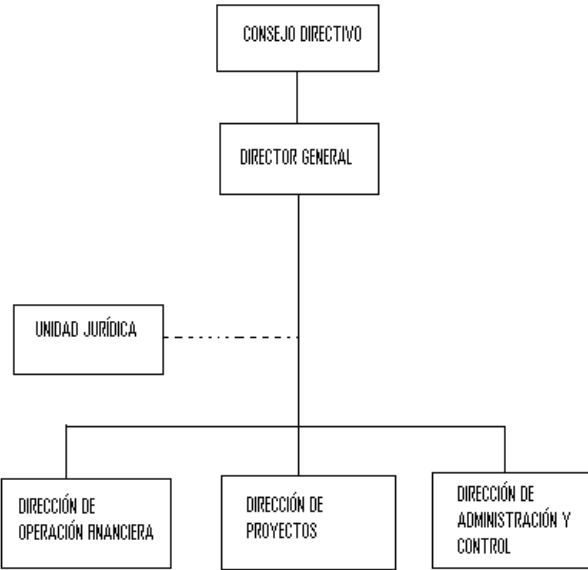 CONSEJO DIRECTIVO
DIRECTOR GENERAL
UNIDAD JURÍDICA
DIRECCIÓN DE
OPERACIÓN FINANCIERA
DIRECCIÓN DE
PROYECTOS
DIRECCIÓN DE
ADMINISTRACIÓN Y
CONTROL